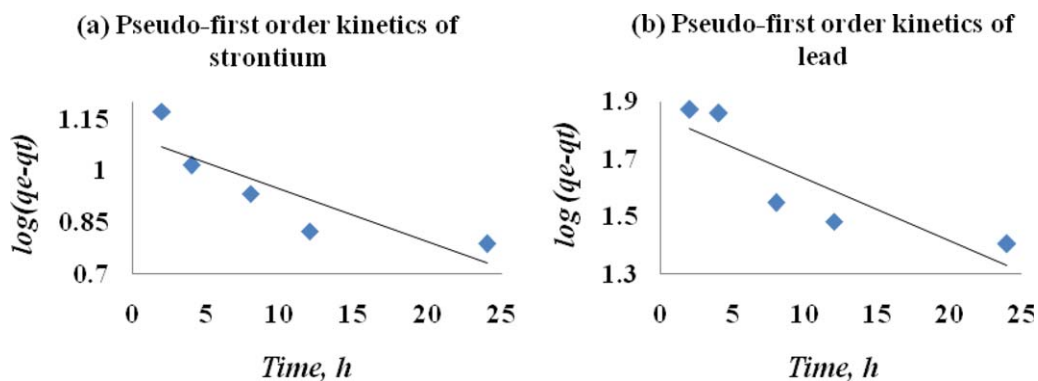 (a) Pseudo-first order kinetics of
strontium
log(qe-qt)
1.15
1
0.85
0.7
0 5 10 15 20 25
Time, h
(b) Pseudo-first order kinetics of
lead
log (qe-qt)
1.9
1.7
1.5
1.3
0 5 10 15 20 25
Time, h